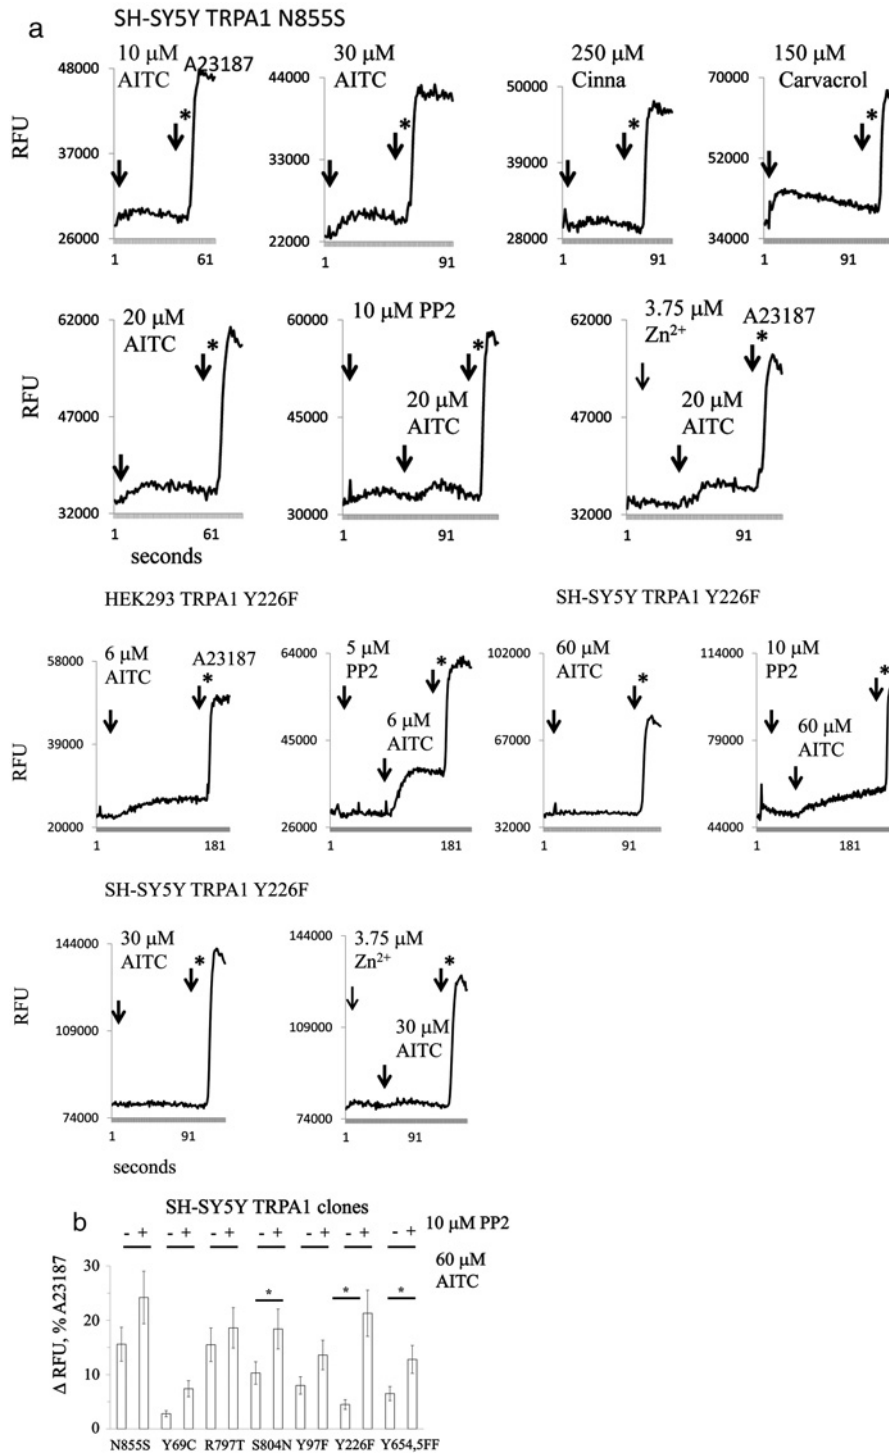 a
SH-SY5Y TRPA1 N855S
RFU
10 μM AITC
A23187
*
48000
37000
26000
1
61
30 μM AITC
*
44000
33000
22000
1
91
250 μM Cinna
*
50000
39000
28000
1
91
150 μM Carvacrol
*
70000
52000
34000
1
91
RFU
20 μM AITC
*
62000
47000
32000
1
61
seconds
10 μM PP2
*
20 μM AITC
60000
45000
30000
1
91
3.75 μM Zn²⁺
A23187
*
20 μM AITC
62000
47000
32000
1
91
HEK293 TRPA1 Y226F
SH-SY5Y TRPA1 Y226F
RFU
6 μM AITC
A23187
*
58000
39000
20000
1
181
5 μM PP2
*
6 μM AITC
64000
45000
26000
1
181
60 μM AITC
*
102000
67000
32000
1
91
10 μM PP2
*
60 μM AITC
114000
79000
44000
1
181
SH-SY5Y TRPA1 Y226F
RFU
30 μM AITC
*
144000
109000
74000
1
91
seconds
3.75 μM Zn²⁺
*
30 μM AITC
144000
109000
74000
1
91
b
SH-SY5Y TRPA1 clones
- + - + - + - + - + - + - + 10 μM PP2
60 μM AITC
* * *
Δ RFU, % A23187
30
20
10
0
N855S Y69C R797T S804N Y97F Y226F Y654,5FF